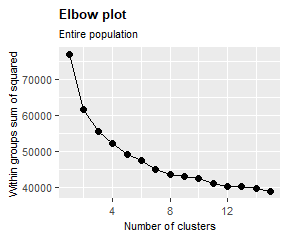 Elbow plot
Entire population
Within groups sum of squared
70000
60000
50000
40000
4
8
12
Number of clusters